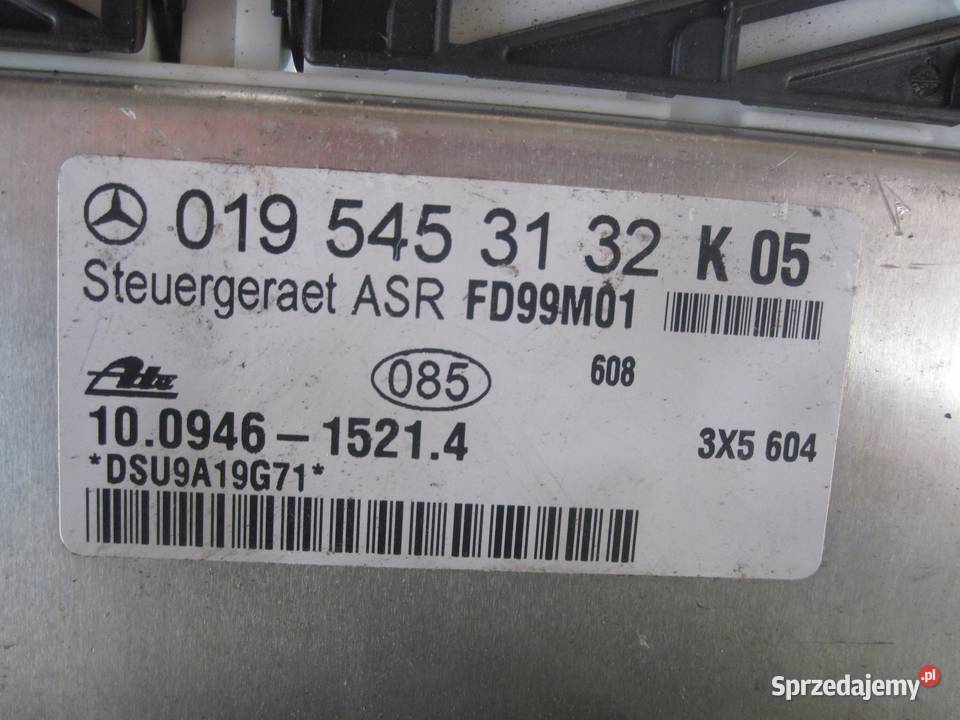 019 545 31 32 K 05
Steuergeraet ASR FD99M01
Ate 085 608
10.0946-1521.4 3X5 604
*DSU9A19G71*
Sprzedajemy.pl